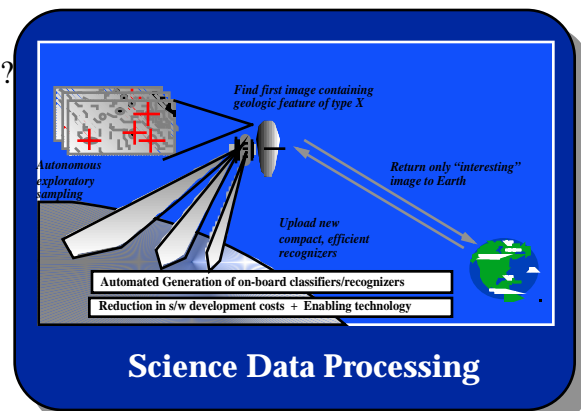 ?
Find first image containing
geologic feature of type X
Autonomous
exploratory
sampling
Return only “interesting”
image to Earth
Upload new
compact, efficient
recognizers
Automated Generation of on-board classifiers/recognizers
Reduction in s/w development costs + Enabling technology
Science Data Processing